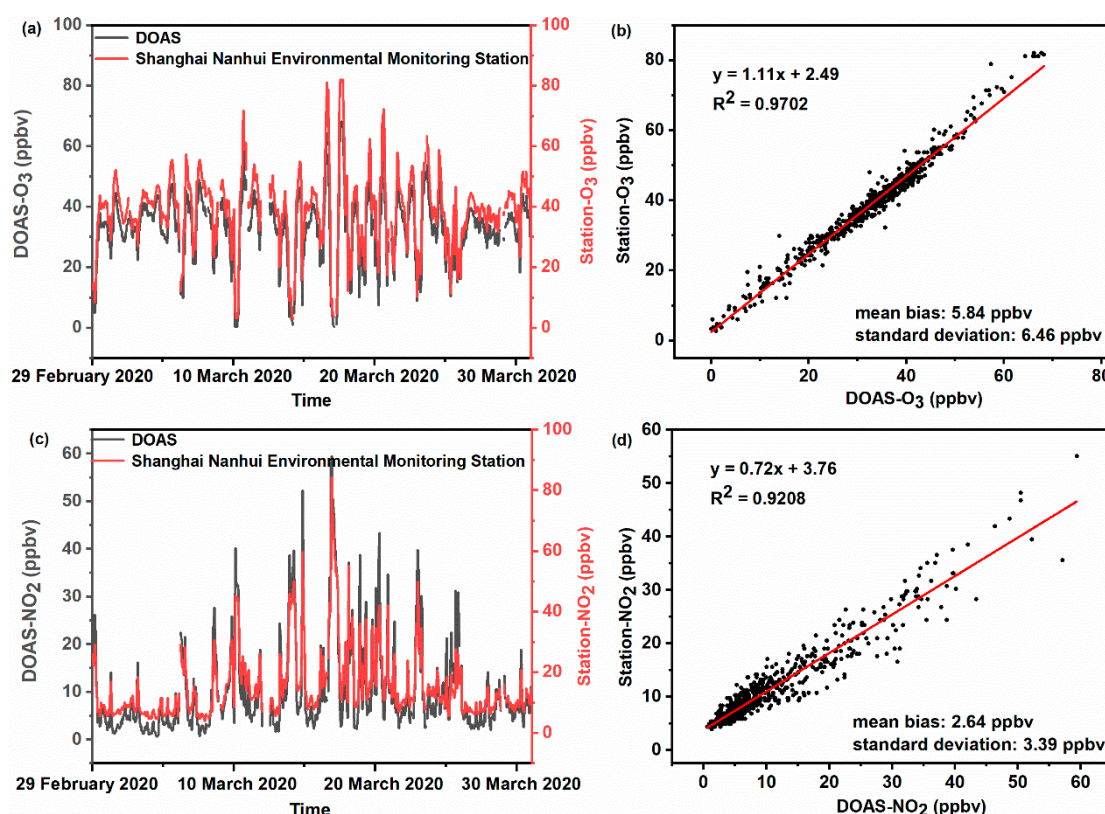 (a)
DOAS
Shanghai Nanhui Environmental Monitoring Station
100
80
60
40
20
0
DOAS-O3 (ppbv)
100
80
60
40
20
0
Station-O3 (ppbv)
29 February 2020 10 March 2020 20 March 2020 30 March 2020
Time
(b)
y = 1.11x + 2.49
R2 = 0.9702
mean bias: 5.84 ppbv
standard deviation: 6.46 ppbv
80
60
40
20
0
Station-O3 (ppbv)
0 20 40 60 80
DOAS-O3 (ppbv)
(c)
DOAS
Shanghai Nanhui Environmental Monitoring Station
60
50
40
30
20
10
0
DOAS-NO2 (ppbv)
100
80
60
40
20
0
Station-NO2 (ppbv)
29 February 2020 10 March 2020 20 March 2020 30 March 2020
Time
(d)
y = 0.72x + 3.76
R2 = 0.9208
mean bias: 2.64 ppbv
standard deviation: 3.39 ppbv
60
50
40
30
20
10
0
Station-NO2 (ppbv)
0 10 20 30 40 50 60
DOAS-NO2 (ppbv)